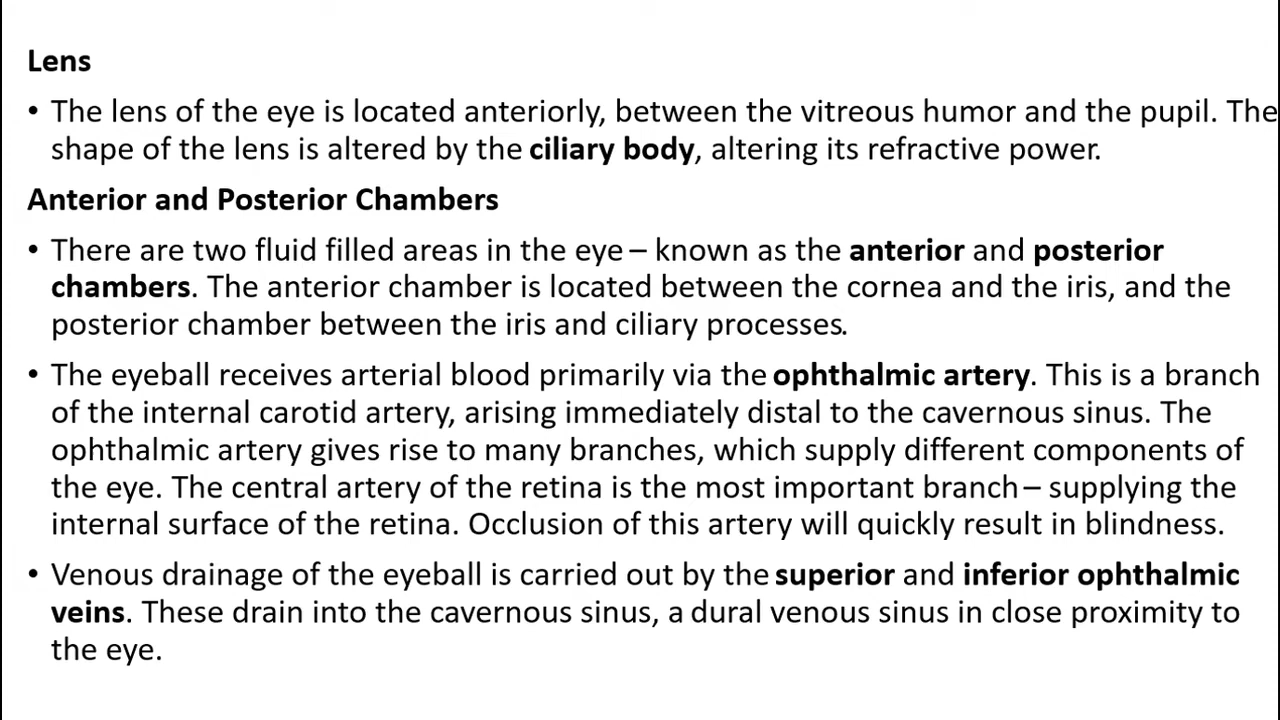 Lens
• The lens of the eye is located anteriorly, between the vitreous humor and the pupil. The
shape of the lens is altered by the ciliary body, altering its refractive power.
Anterior and Posterior Chambers
• There are two fluid filled areas in the eye – known as the anterior and posterior
chambers. The anterior chamber is located between the cornea and the iris, and the
posterior chamber between the iris and ciliary processes.
• The eyeball receives arterial blood primarily via the ophthalmic artery. This is a branch
of the internal carotid artery, arising immediately distal to the cavernous sinus. The
ophthalmic artery gives rise to many branches, which supply different components of
the eye. The central artery of the retina is the most important branch – supplying the
internal surface of the retina. Occlusion of this artery will quickly result in blindness.
• Venous drainage of the eyeball is carried out by the superior and inferior ophthalmic
veins. These drain into the cavernous sinus, a dural venous sinus in close proximity to
the eye.